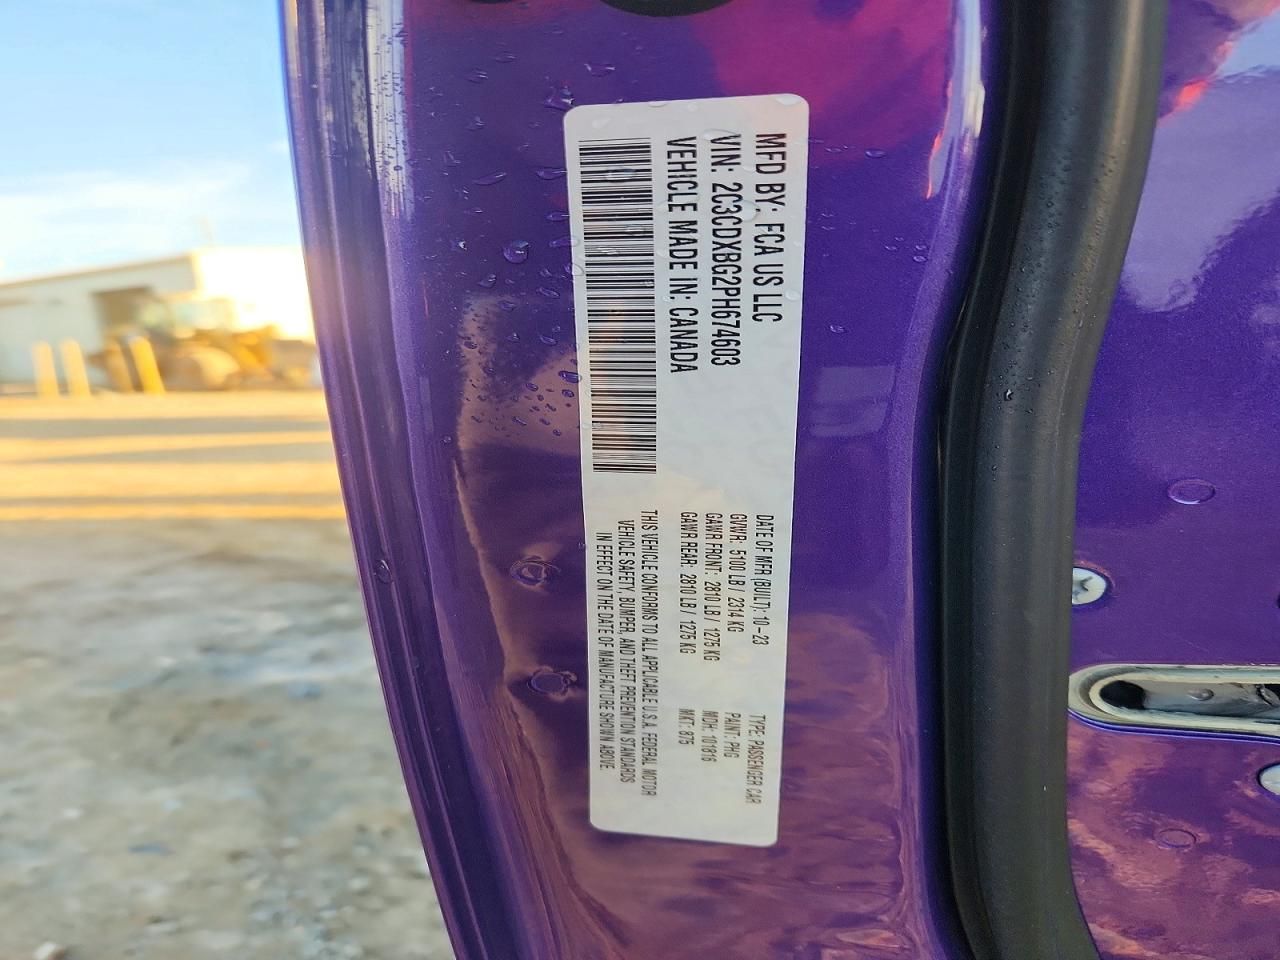 MFD BY: FCA US LLC
VIN: 2C3CDXBG2PH674603
VEHICLE MADE IN: CANADA
DATE OF MFR (BUILT): 10-23
GVWR: 5100 LB / 2314 KG
GAWR FRONT: 2810 LB / 1275 KG
GAWR REAR: 2810 LB / 1275 KG
TYPE: PASSENGER CAR
PAINT: PHG
MDH: 101816
MKT: 875
THIS VEHICLE CONFORMS TO ALL APPLICABLE U.S.A. FEDERAL MOTOR
VEHICLE SAFETY, BUMPER, AND THEFT PREVENTION STANDARDS
IN EFFECT ON THE DATE OF MANUFACTURE SHOWN ABOVE.